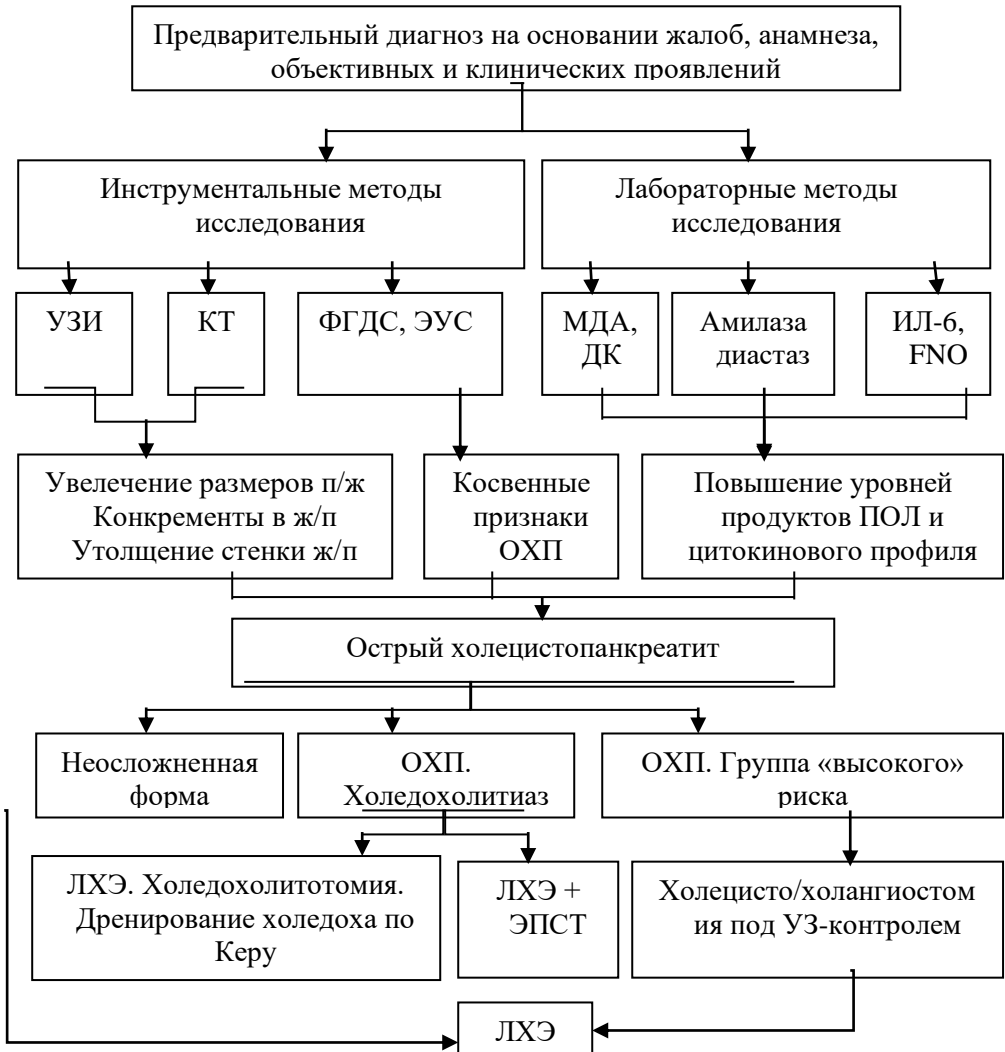 Предварительный диагноз на основании жалоб, анамнеза,
объективных и клинических проявлений
Инструментальные методы
исследования
Лабораторные методы
исследования
УЗИ
КТ
ФГДС, ЭУС
МДА,
ДК
Амилаза
диастаз
ИЛ-6,
FNO
Увелечение размеров п/ж
Конкременты в ж/п
Утолщение стенки ж/п
Косвенные
признаки
ОХП
Повышение уровней
продуктов ПОЛ и
цитокинового профиля
Острый холецистопанкреатит
Неосложненная
форма
ОХП.
Холедохолитиаз
ОХП. Группа «высокого»
риска
ЛХЭ. Холедохолитотомия.
Дренирование холедоха по
Керу
ЛХЭ +
ЭПСТ
Холецисто/холангиостом
ия под УЗ-контролем
ЛХЭ